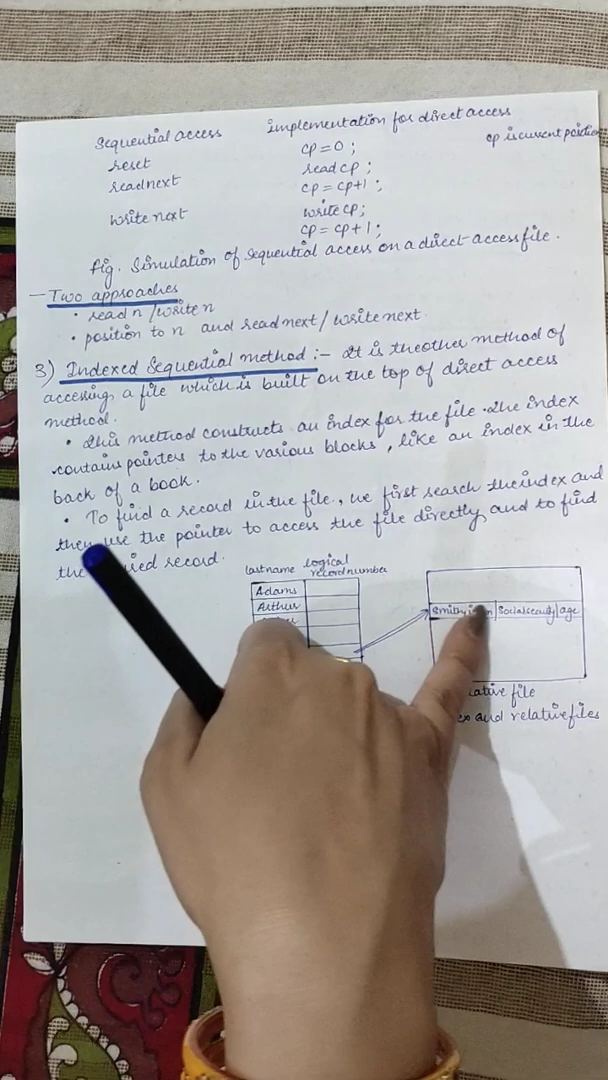 Sequential access implementation for direct access
reset cp = 0 ; cp is current position
readnext read cp ;
cp = cp+1 ;
write next write cp;
cp = cp + 1 ;
fig. Simulation of sequential access on a direct-access file.
— Two approaches
• read n / write n
• position to n and readnext / write next
3) Indexed Sequential method :- It is the other method of
accessing a file which is built on the top of direct access
method.
• This method constructs an index for the file. The index
contains pointers to the various blocks, like an index in the
back of a book.
• To find a record in the file, we first search the index and
then use the pointer to access the file directly and to find
the record.
last name logical
record number
Adams
Arthur
Smith, social security age
file
and relative files